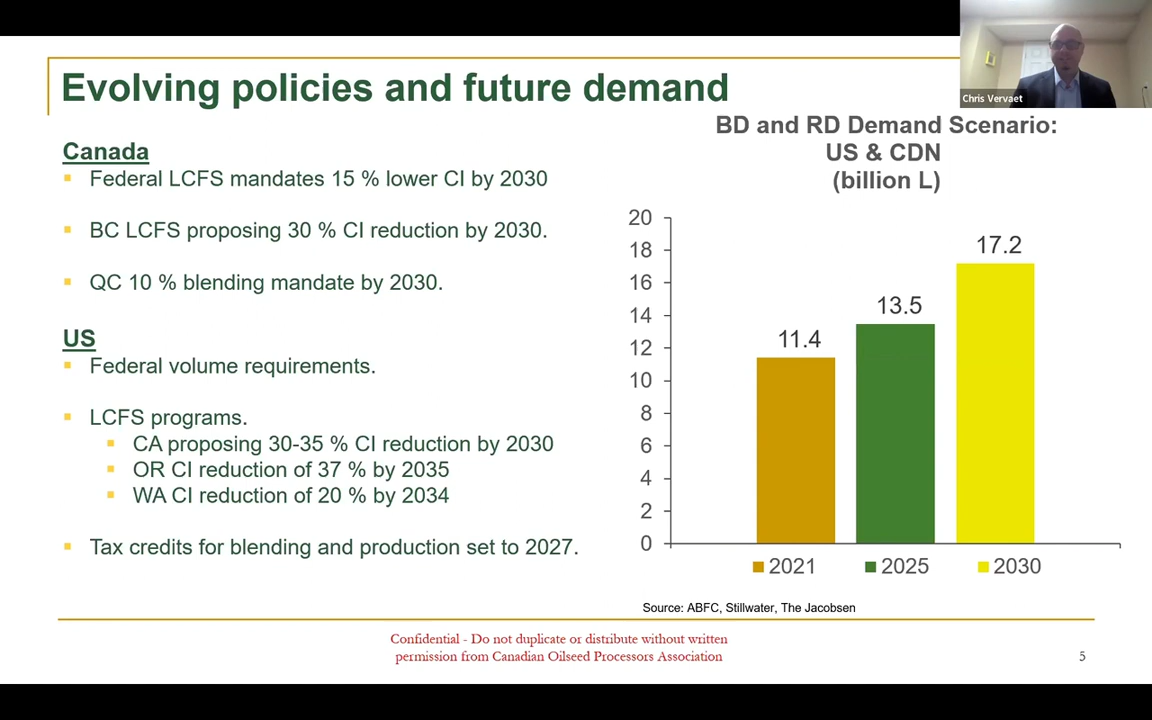 Evolving policies and future demand
Chris Vervaet
Canada
Federal LCFS mandates 15 % lower CI by 2030
BC LCFS proposing 30 % CI reduction by 2030.
QC 10 % blending mandate by 2030.
US
Federal volume requirements.
LCFS programs.
CA proposing 30-35 % CI reduction by 2030
OR CI reduction of 37 % by 2035
WA CI reduction of 20 % by 2034
Tax credits for blending and production set to 2027.
BD and RD Demand Scenario:
US & CDN
(billion L)
20
18
16
14
12
10
8
6
4
2
0
11.4
13.5
17.2
2021
2025
2030
Source: ABFC, Stillwater, The Jacobsen
Confidential - Do not duplicate or distribute without written
permission from Canadian Oilseed Processors Association
5